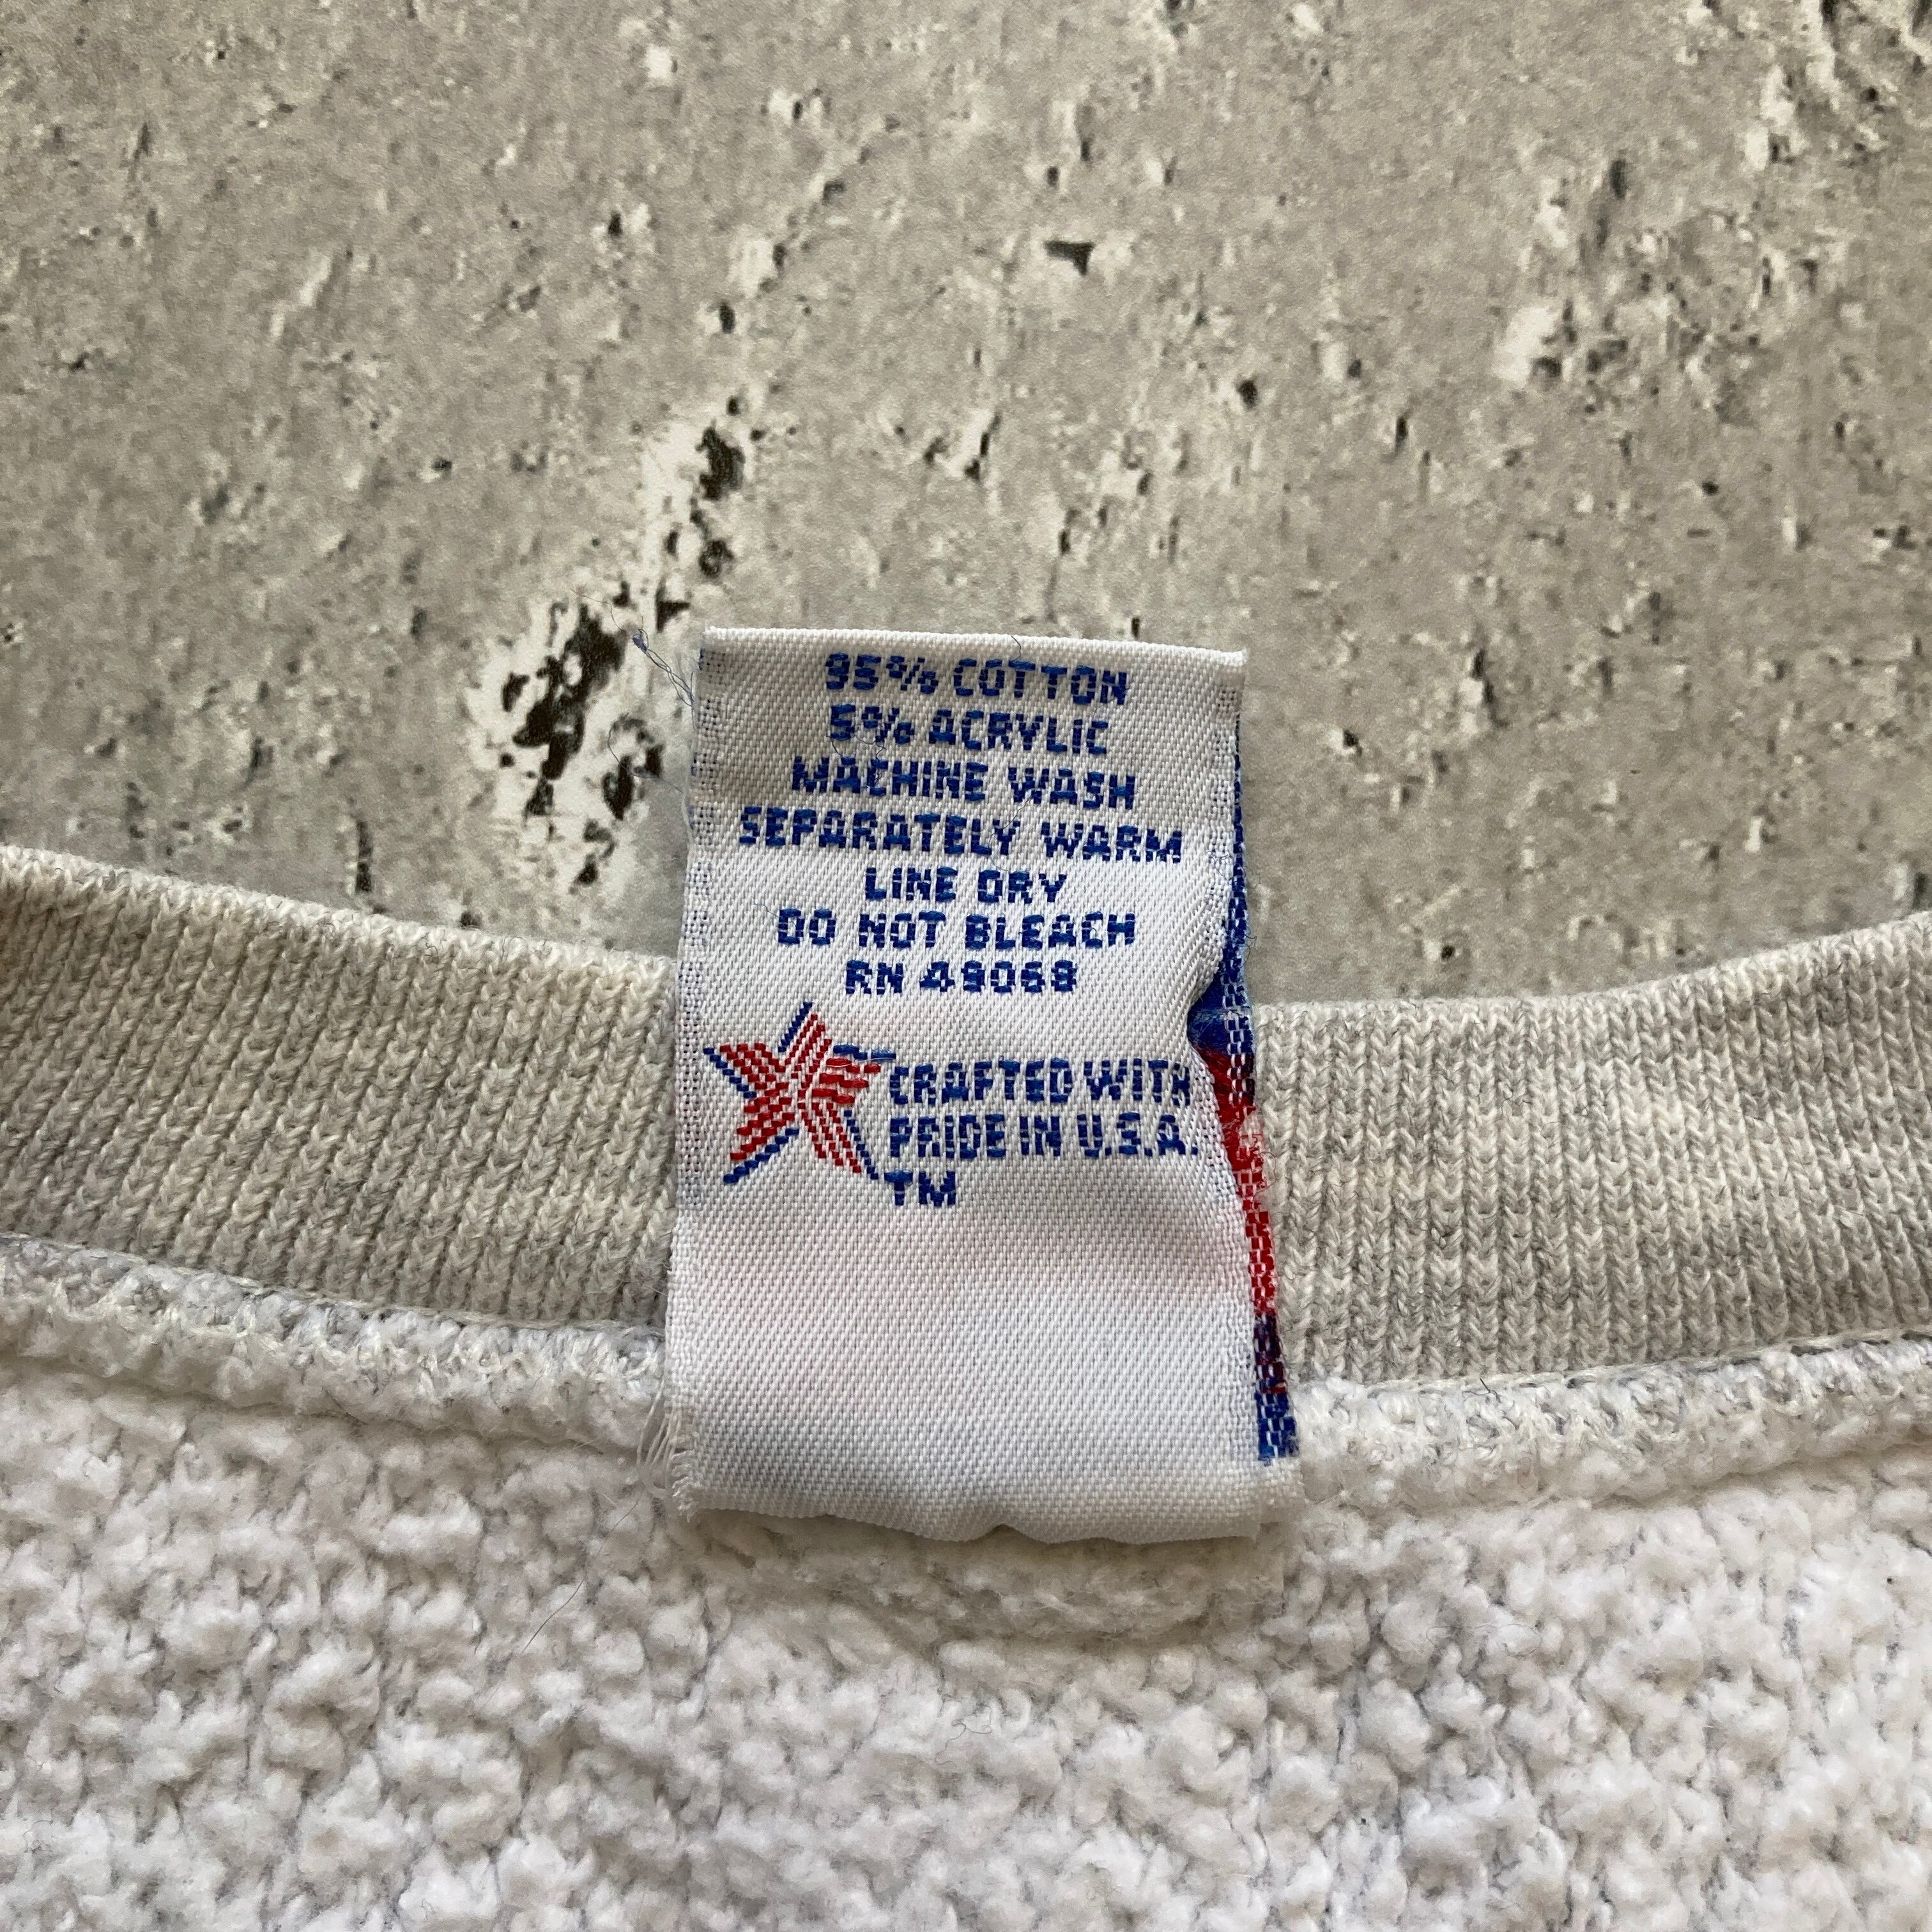 95% COTTON
5% ACRYLIC
MACHINE WASH
SEPARATELY WARM
LINE DRY
DO NOT BLEACH
RN 49068
CRAFTED WITH
PRIDE IN U.S.A.
TM